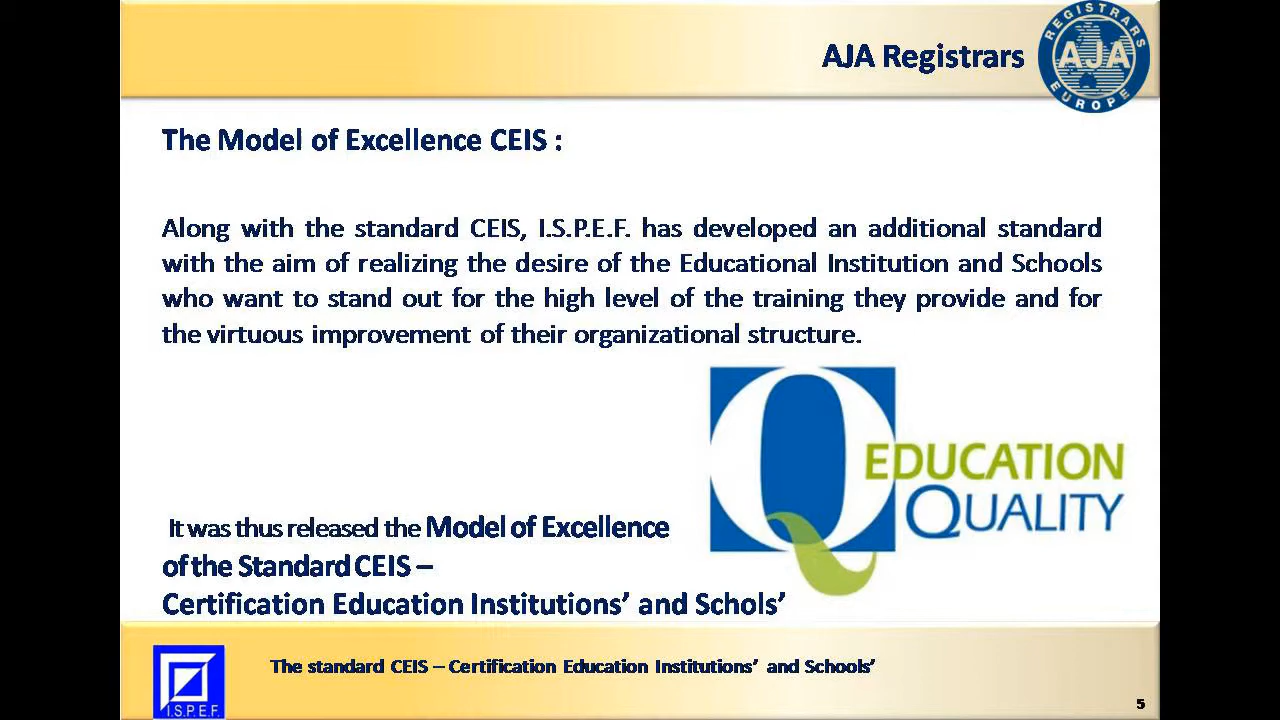 AJA Registrars
REGISTRARS
AJA
EUROPE
The Model of Excellence CEIS :
Along with the standard CEIS, I.S.P.E.F. has developed an additional standard
with the aim of realizing the desire of the Educational Institution and Schools
who want to stand out for the high level of the training they provide and for
the virtuous improvement of their organizational structure.
Q EDUCATION
QUALITY
It was thus released the Model of Excellence
of the Standard CEIS –
Certification Education Institutions’ and Schols’
The standard CEIS – Certification Education Institutions’ and Schools’
I.S.P.E.F.
5